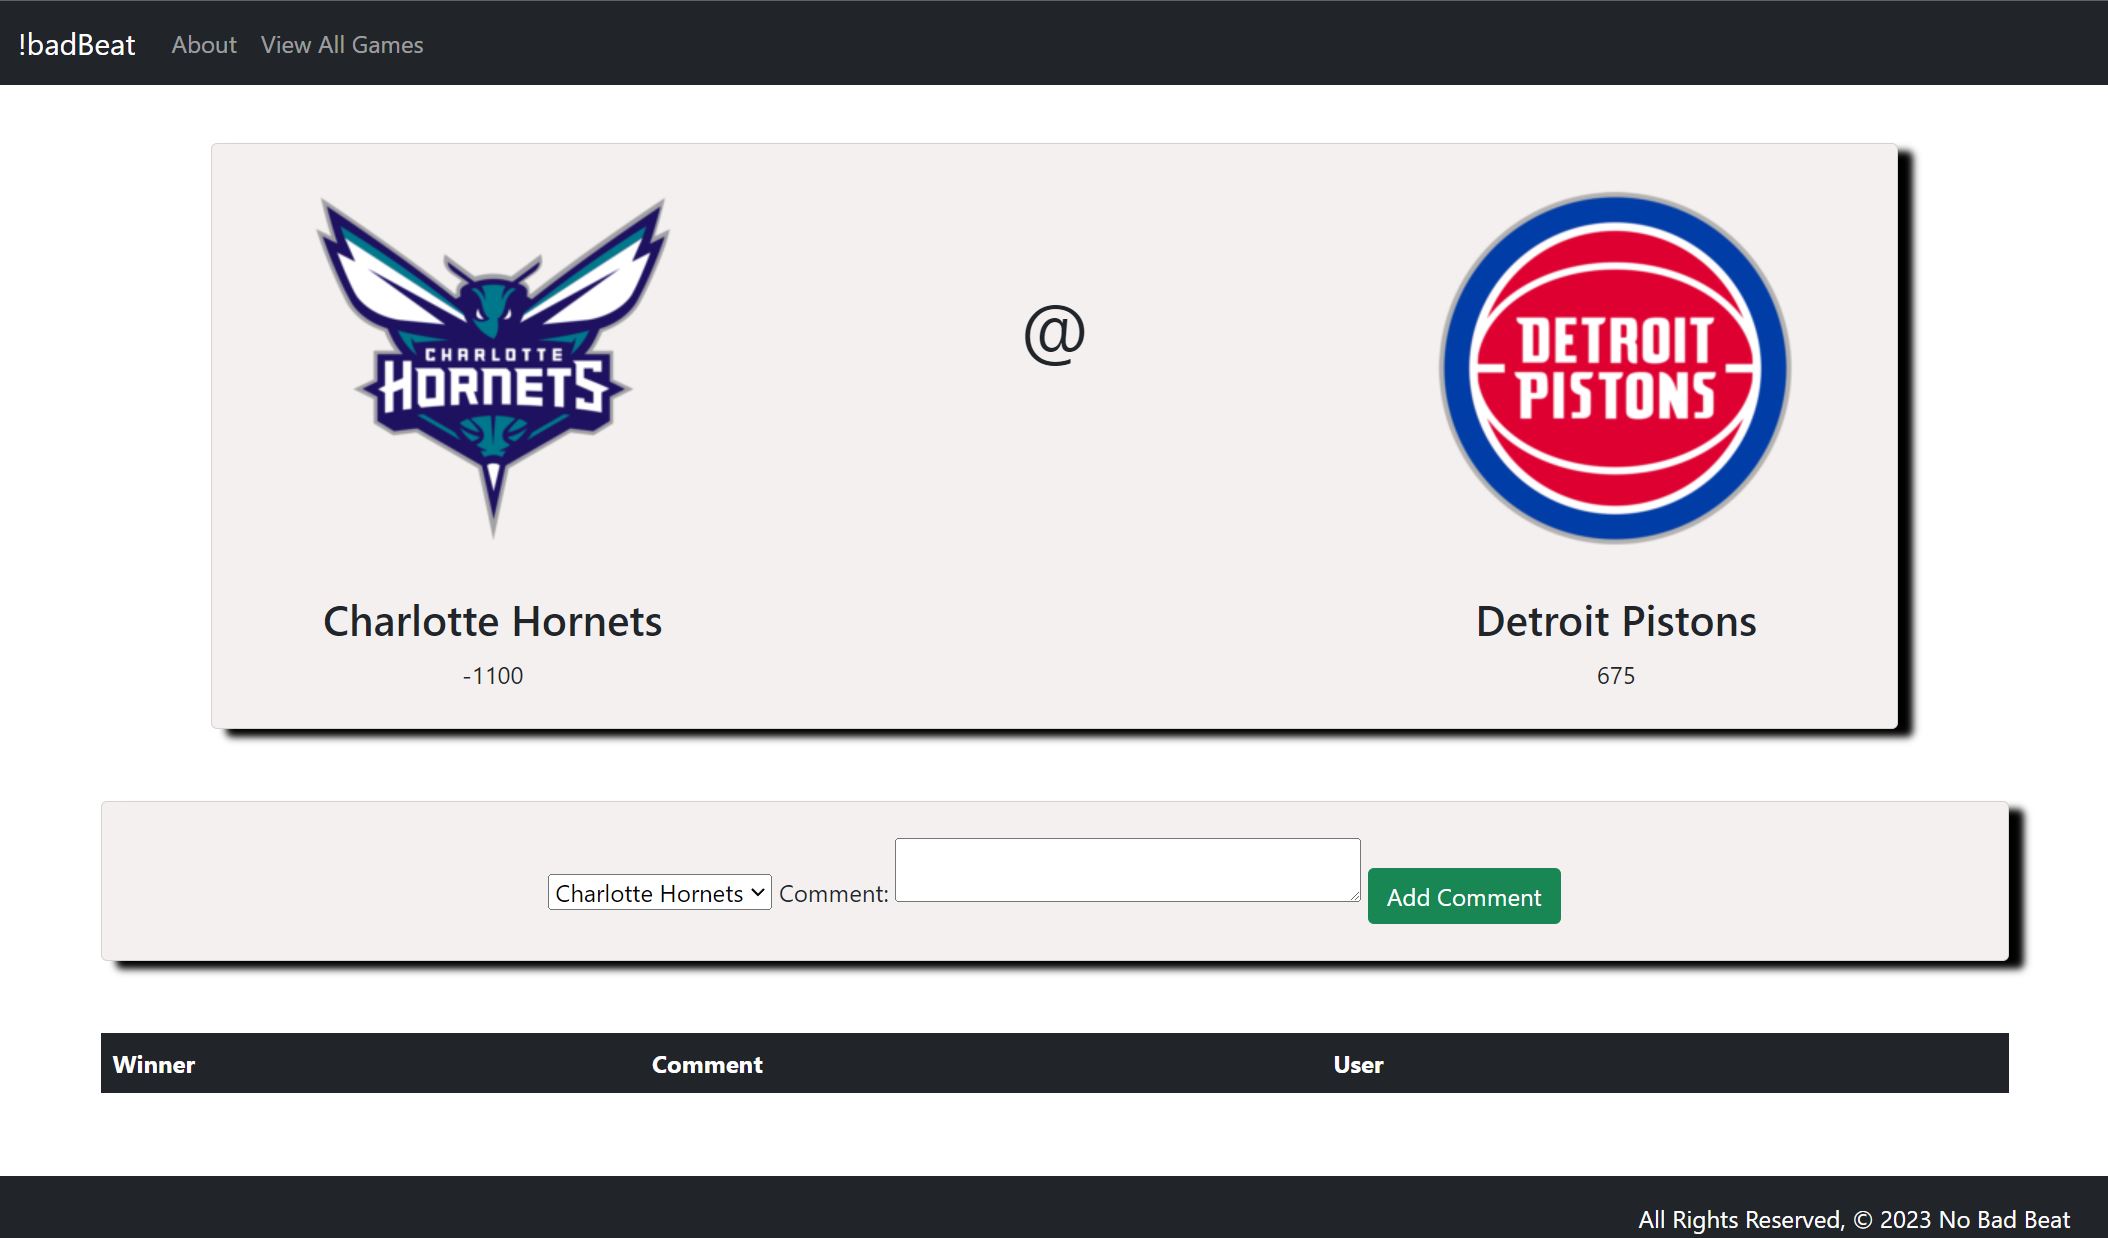 !badBeat About View All Games
CHARLOTTE
HORNETS
@
DETROIT
PISTONS
Charlotte Hornets
-1100
Detroit Pistons
675
Charlotte Hornets Comment: Add Comment
Winner Comment User
All Rights Reserved, © 2023 No Bad Beat